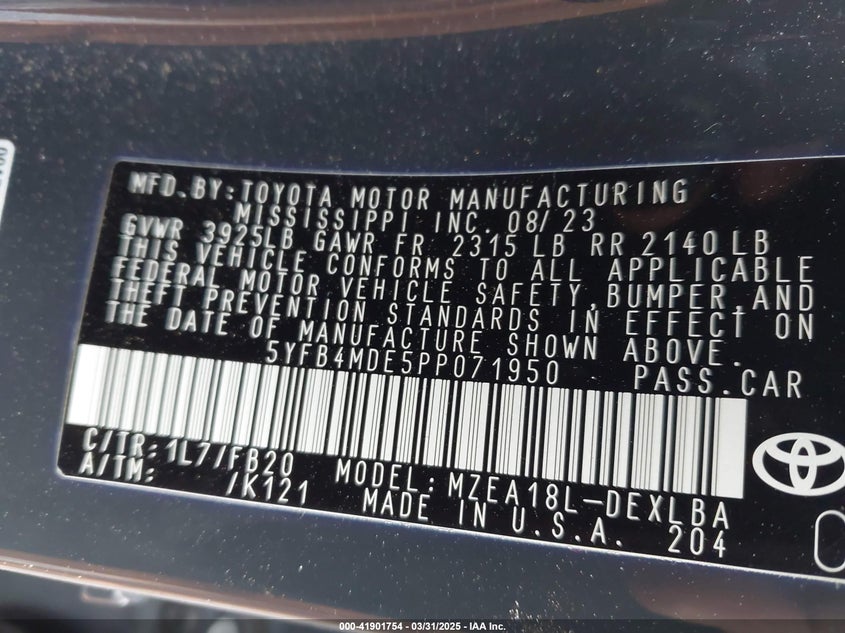 MFD.BY:TOYOTA MOTOR MANUFACTURING
MISSISSIPPI INC. 08/23
GVWR 3925LB GAWR FR 2315 LB RR 2140 LB
THIS VEHICLE CONFORMS TO ALL APPLICABLE
FEDERAL MOTOR VEHICLE SAFETY, BUMPER, AND
THEFT PREVENTION STANDARDS IN EFFECT ON
THE DATE OF MANUFACTURE SHOWN ABOVE.
5YFB4MDE5PP071950 PASS.CAR
C/TR:1L7/FB20 MODEL:MZEA18L-DEXLBA
A/TM: /K121 MADE IN U.S.A. 204
000-41901754 - 03/31/2025 - IAA Inc.